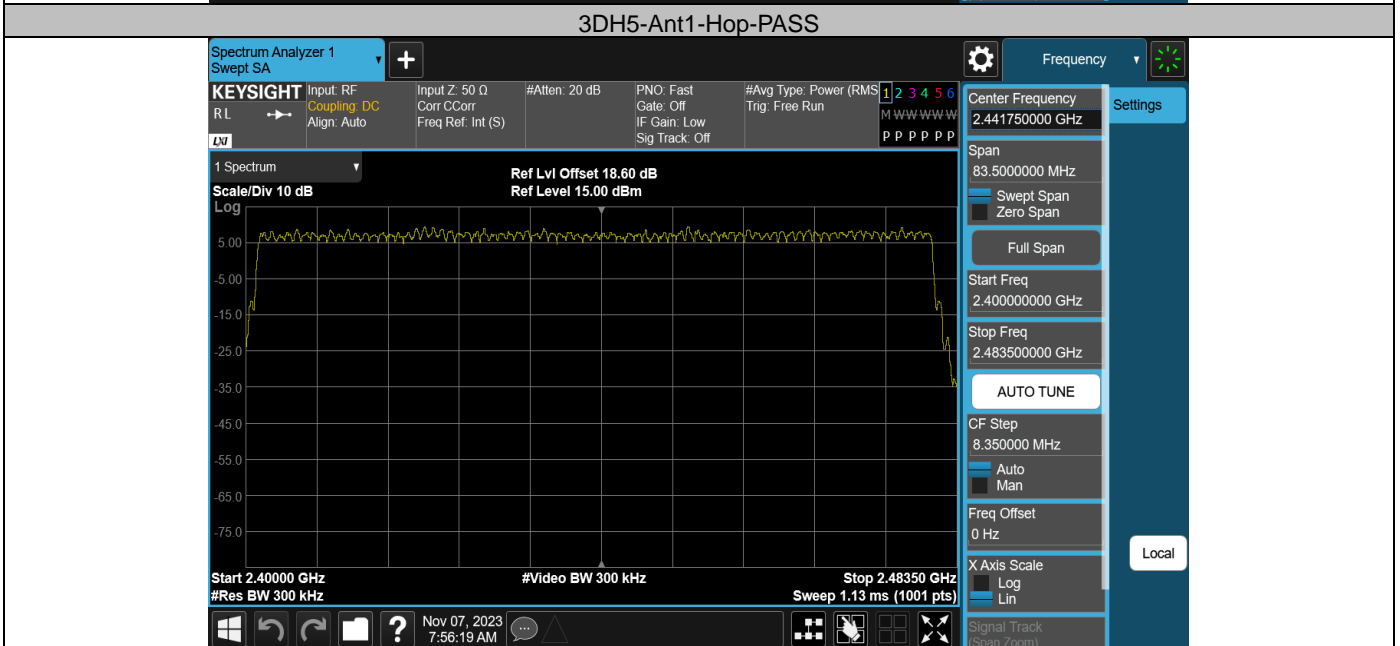 3DH5-Ant1-Hop-PASS
Spectrum Analyzer 1
Swept SA
Frequency
KEYSIGHT
R L
LXI
Input: RF
Coupling: DC
Align: Auto
Input Z: 50 Ω
Corr CCorr
Freq Ref: Int (S)
#Atten: 20 dB
PNO: Fast
Gate: Off
IF Gain: Low
Sig Track: Off
#Avg Type: Power (RMS
Trig: Free Run
1 2 3 4 5 6
M W W W W W
P P P P P P
Center Frequency
2.441750000 GHz
Settings
1 Spectrum
Scale/Div 10 dB
Ref Lvl Offset 18.60 dB
Ref Level 15.00 dBm
Log
5.00
-5.00
-15.0
-25.0
-35.0
-45.0
-55.0
-65.0
-75.0
Start 2.40000 GHz
#Res BW 300 kHz
#Video BW 300 kHz
Stop 2.48350 GHz
Sweep 1.13 ms (1001 pts)
Span
83.5000000 MHz
Swept Span
Zero Span
Full Span
Start Freq
2.400000000 GHz
Stop Freq
2.483500000 GHz
AUTO TUNE
CF Step
8.350000 MHz
Auto
Man
Freq Offset
0 Hz
X Axis Scale
Log
Lin
Signal Track
(Span Zoom)
Local
?
Nov 07, 2023
7:56:19 AM